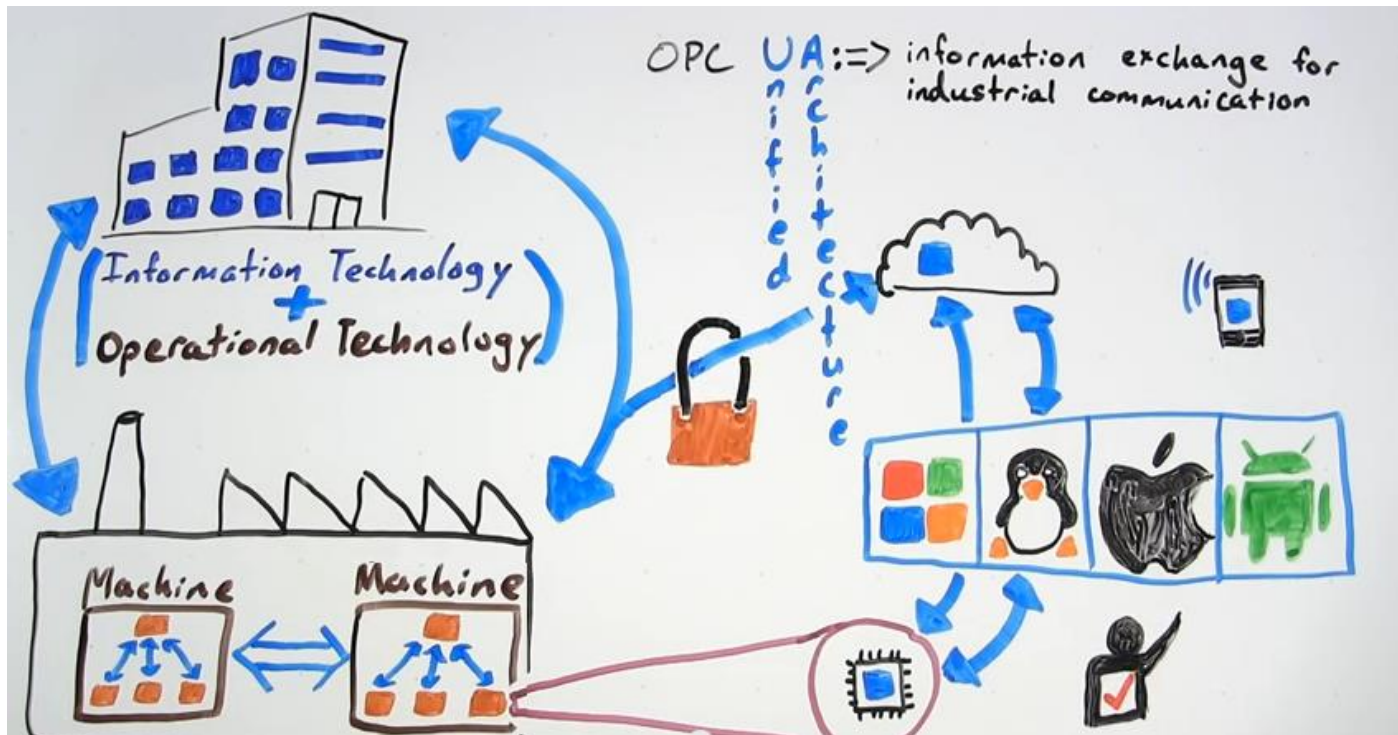 OPC UA :=> information exchange for
industrial communication
Unified
Architecture
Information Technology
+
Operational Technology
Machine
Machine